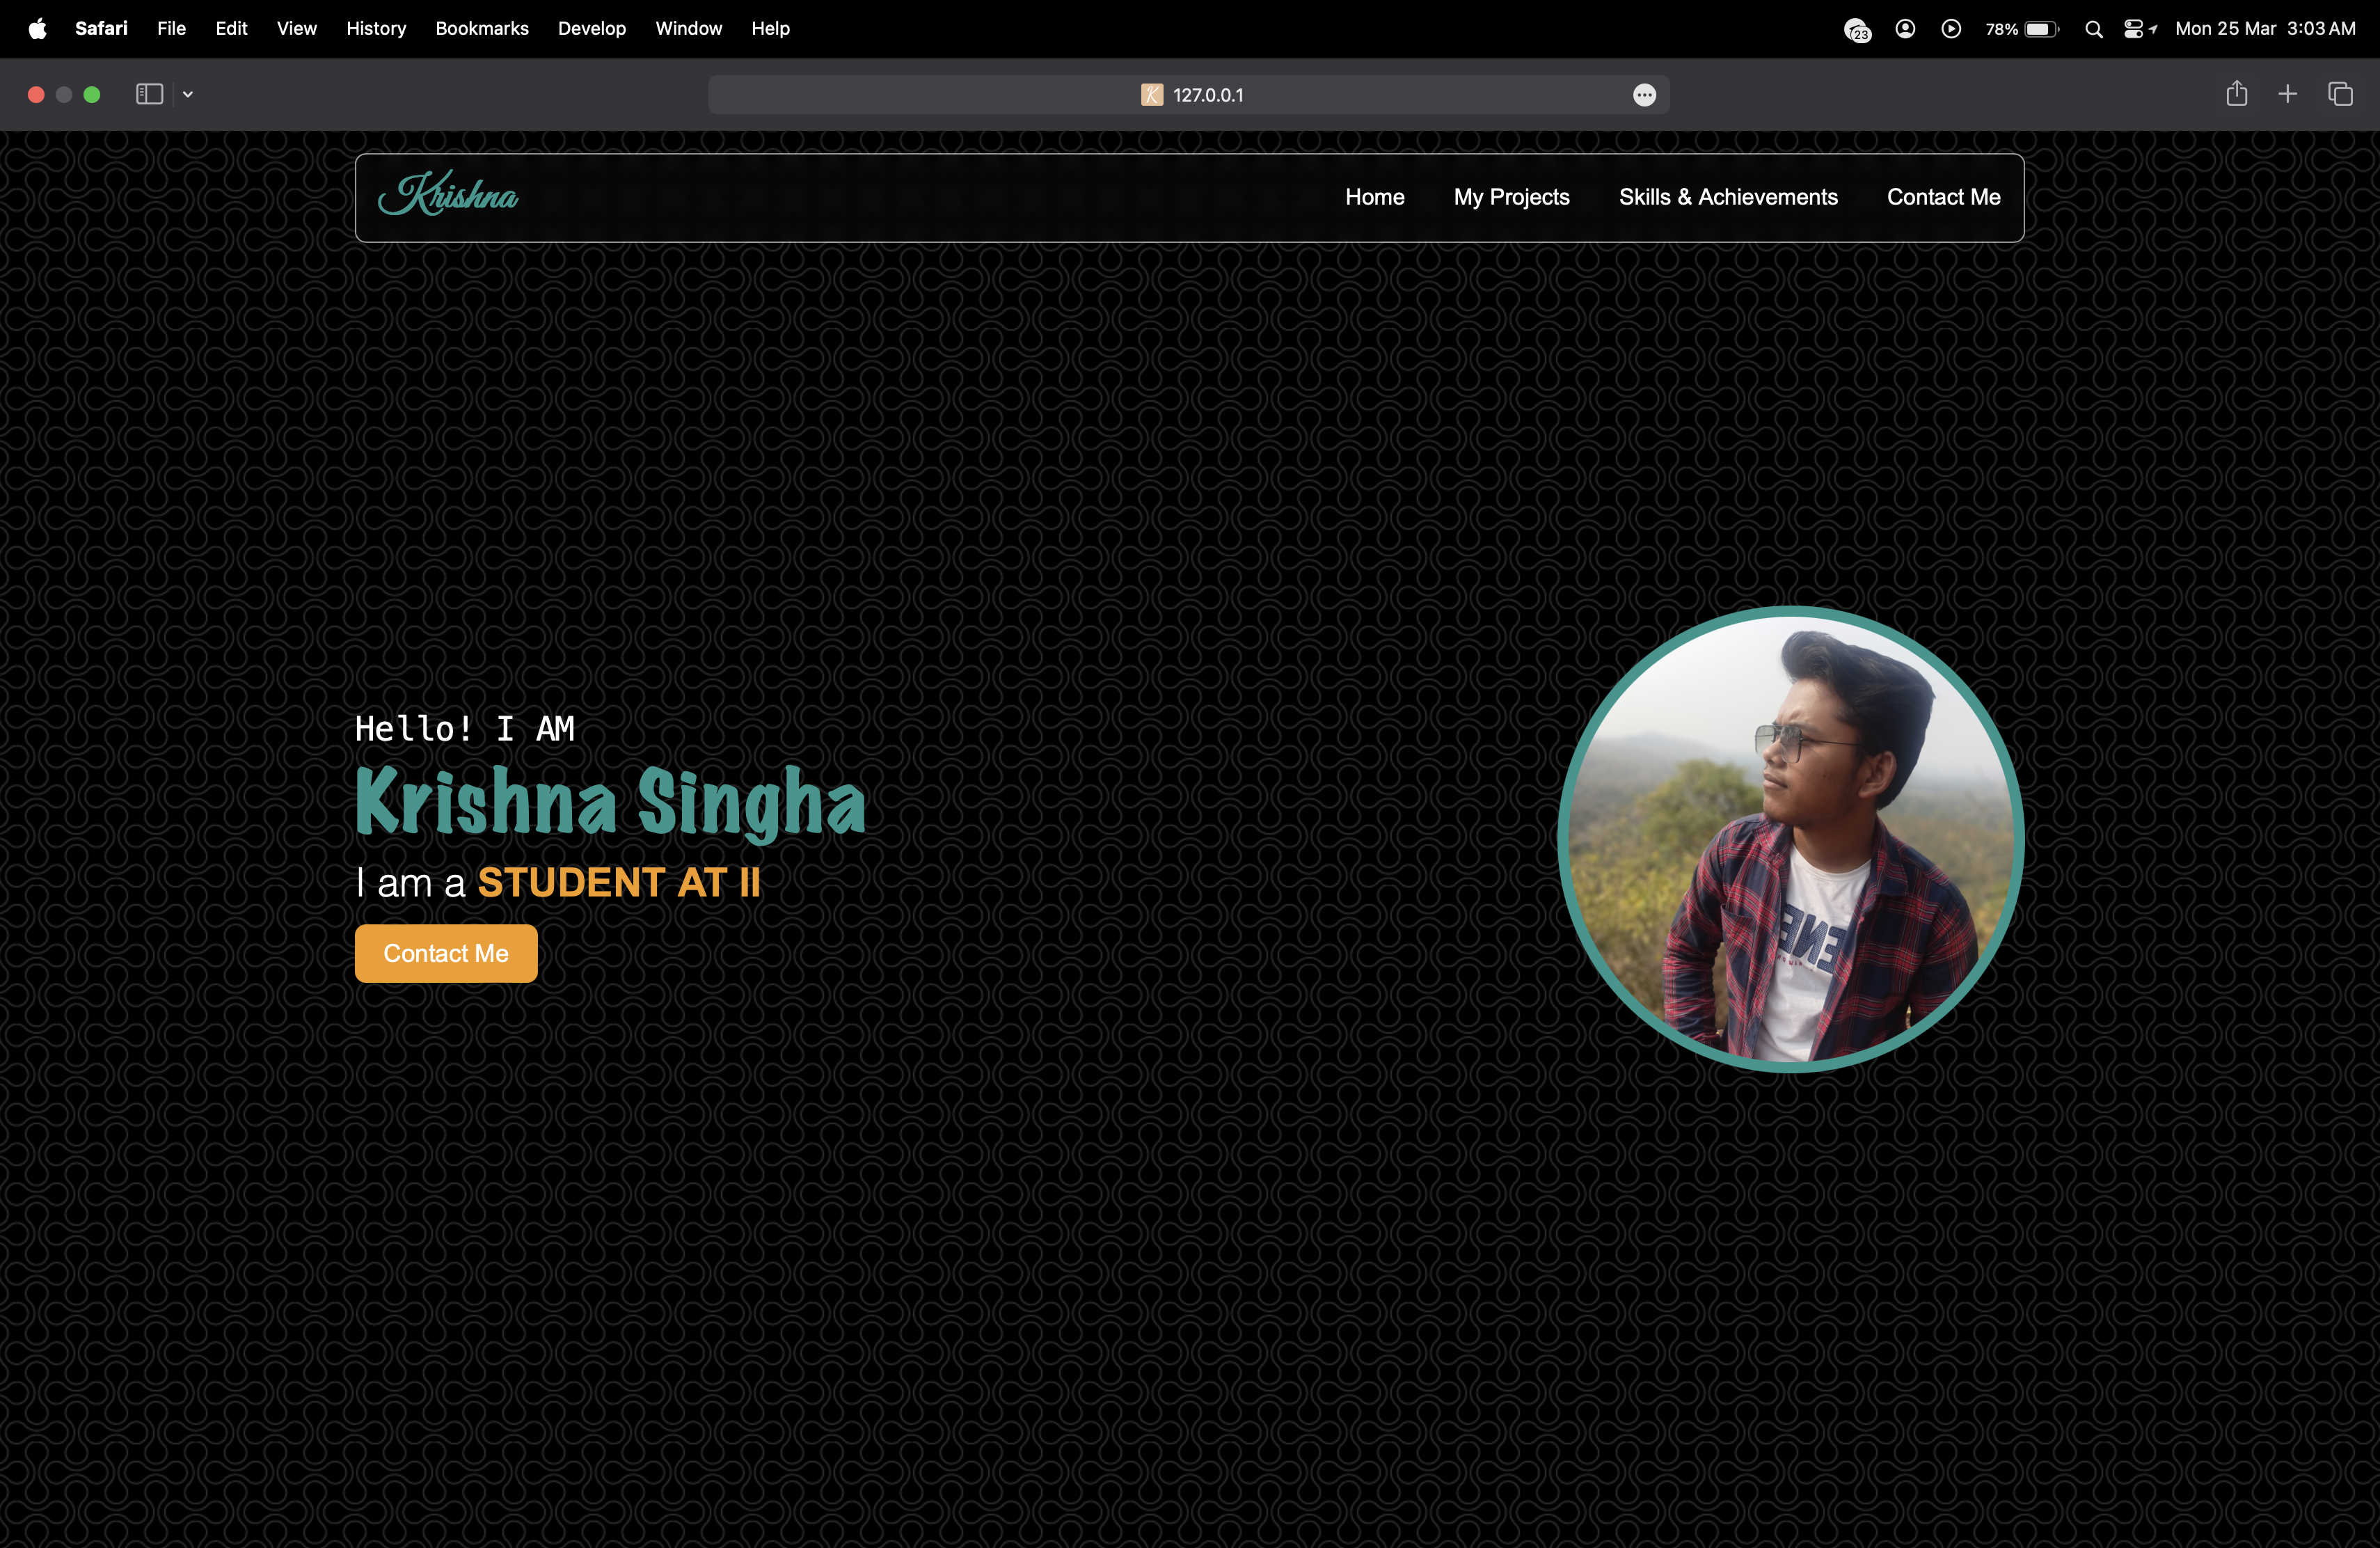 Safari File Edit View History Bookmarks Develop Window Help 23 78% Mon 25 Mar 3:03 AM
K 127.0.0.1
Krishna Home My Projects Skills & Achievements Contact Me
Hello! I AM
Krishna Singha
I am a STUDENT AT II
Contact Me